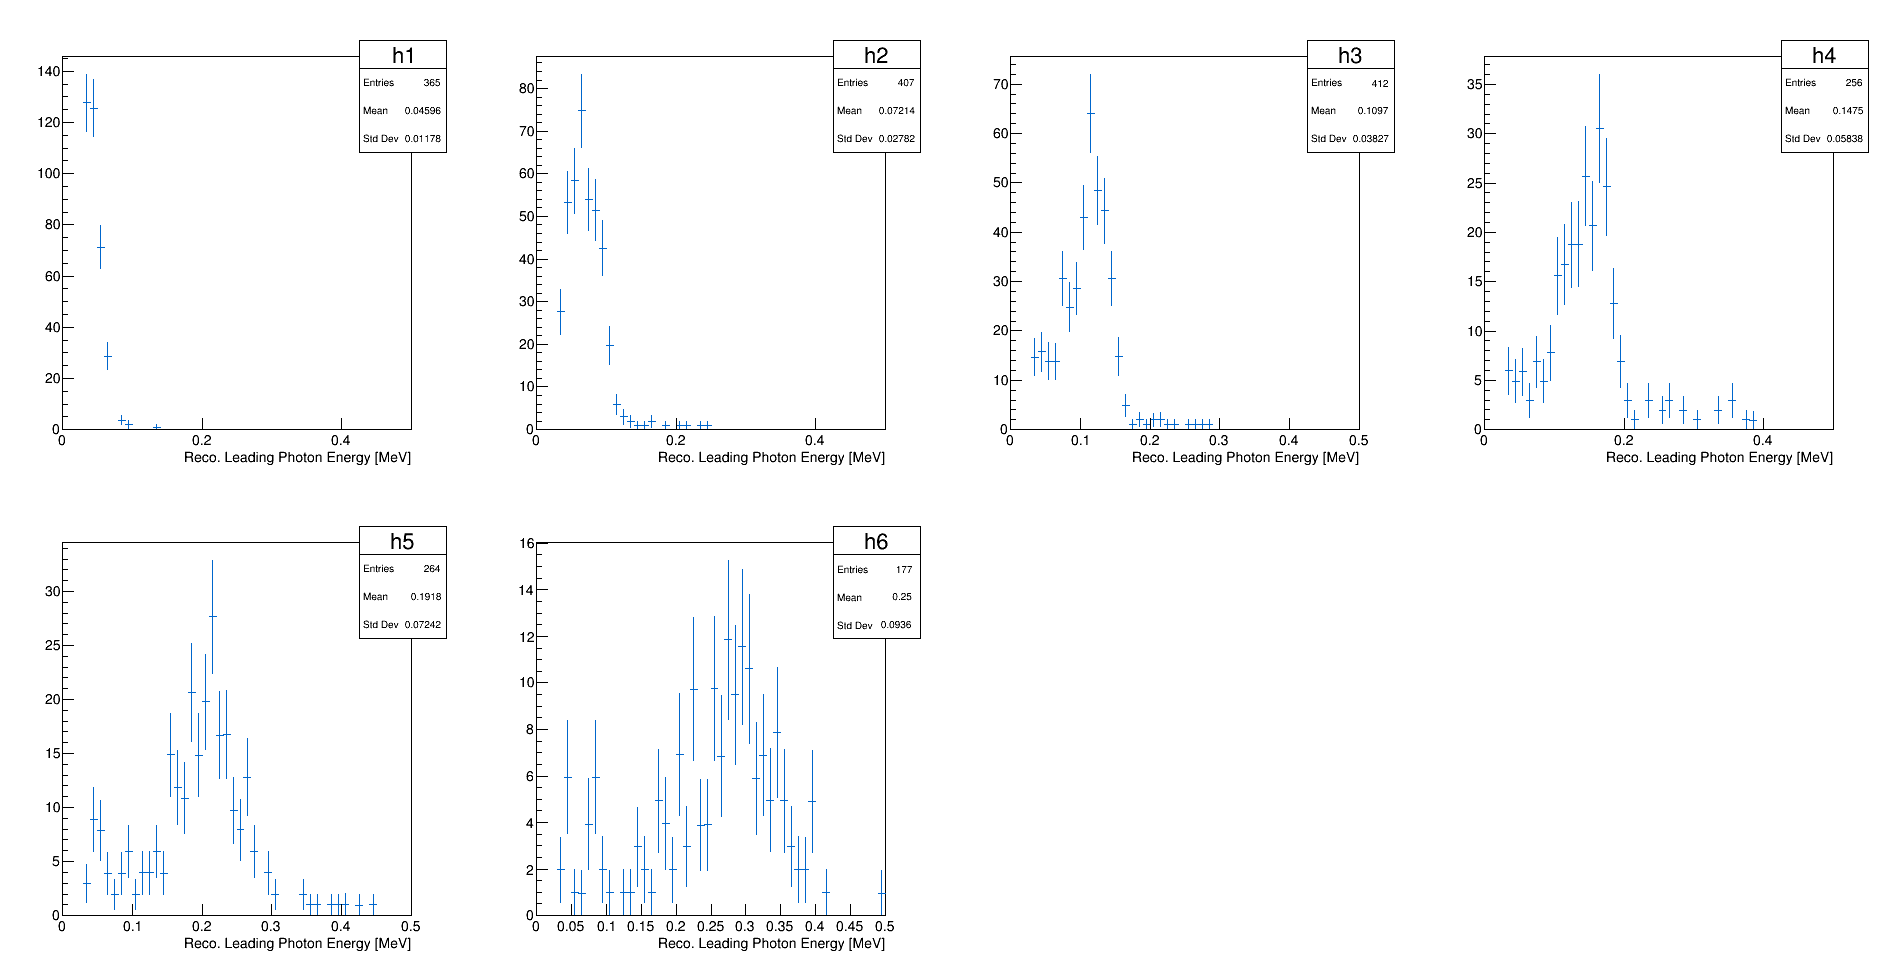 h1
Entries 365
Mean 0.04596
Std Dev 0.01178
140
120
100
80
60
40
20
0
0 0.2 0.4
Reco. Leading Photon Energy [MeV]
h2
Entries 407
Mean 0.07214
Std Dev 0.02782
80
70
60
50
40
30
20
10
0
0 0.2 0.4
Reco. Leading Photon Energy [MeV]
h3
Entries 412
Mean 0.1097
Std Dev 0.03827
70
60
50
40
30
20
10
0
0 0.1 0.2 0.3 0.4 0.5
Reco. Leading Photon Energy [MeV]
h4
Entries 256
Mean 0.1475
Std Dev 0.05838
35
30
25
20
15
10
5
0
0 0.2 0.4
Reco. Leading Photon Energy [MeV]
h5
Entries 264
Mean 0.1918
Std Dev 0.07242
30
25
20
15
10
5
0
0 0.1 0.2 0.3 0.4 0.5
Reco. Leading Photon Energy [MeV]
h6
Entries 177
Mean 0.25
Std Dev 0.0936
16
14
12
10
8
6
4
2
0
0 0.05 0.1 0.15 0.2 0.25 0.3 0.35 0.4 0.45 0.5
Reco. Leading Photon Energy [MeV]